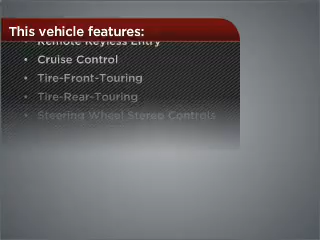 This vehicle features:
• Remote Keyless Entry
• Cruise Control
• Tire-Front-Touring
• Tire-Rear-Touring
• Steering Wheel Stereo Controls